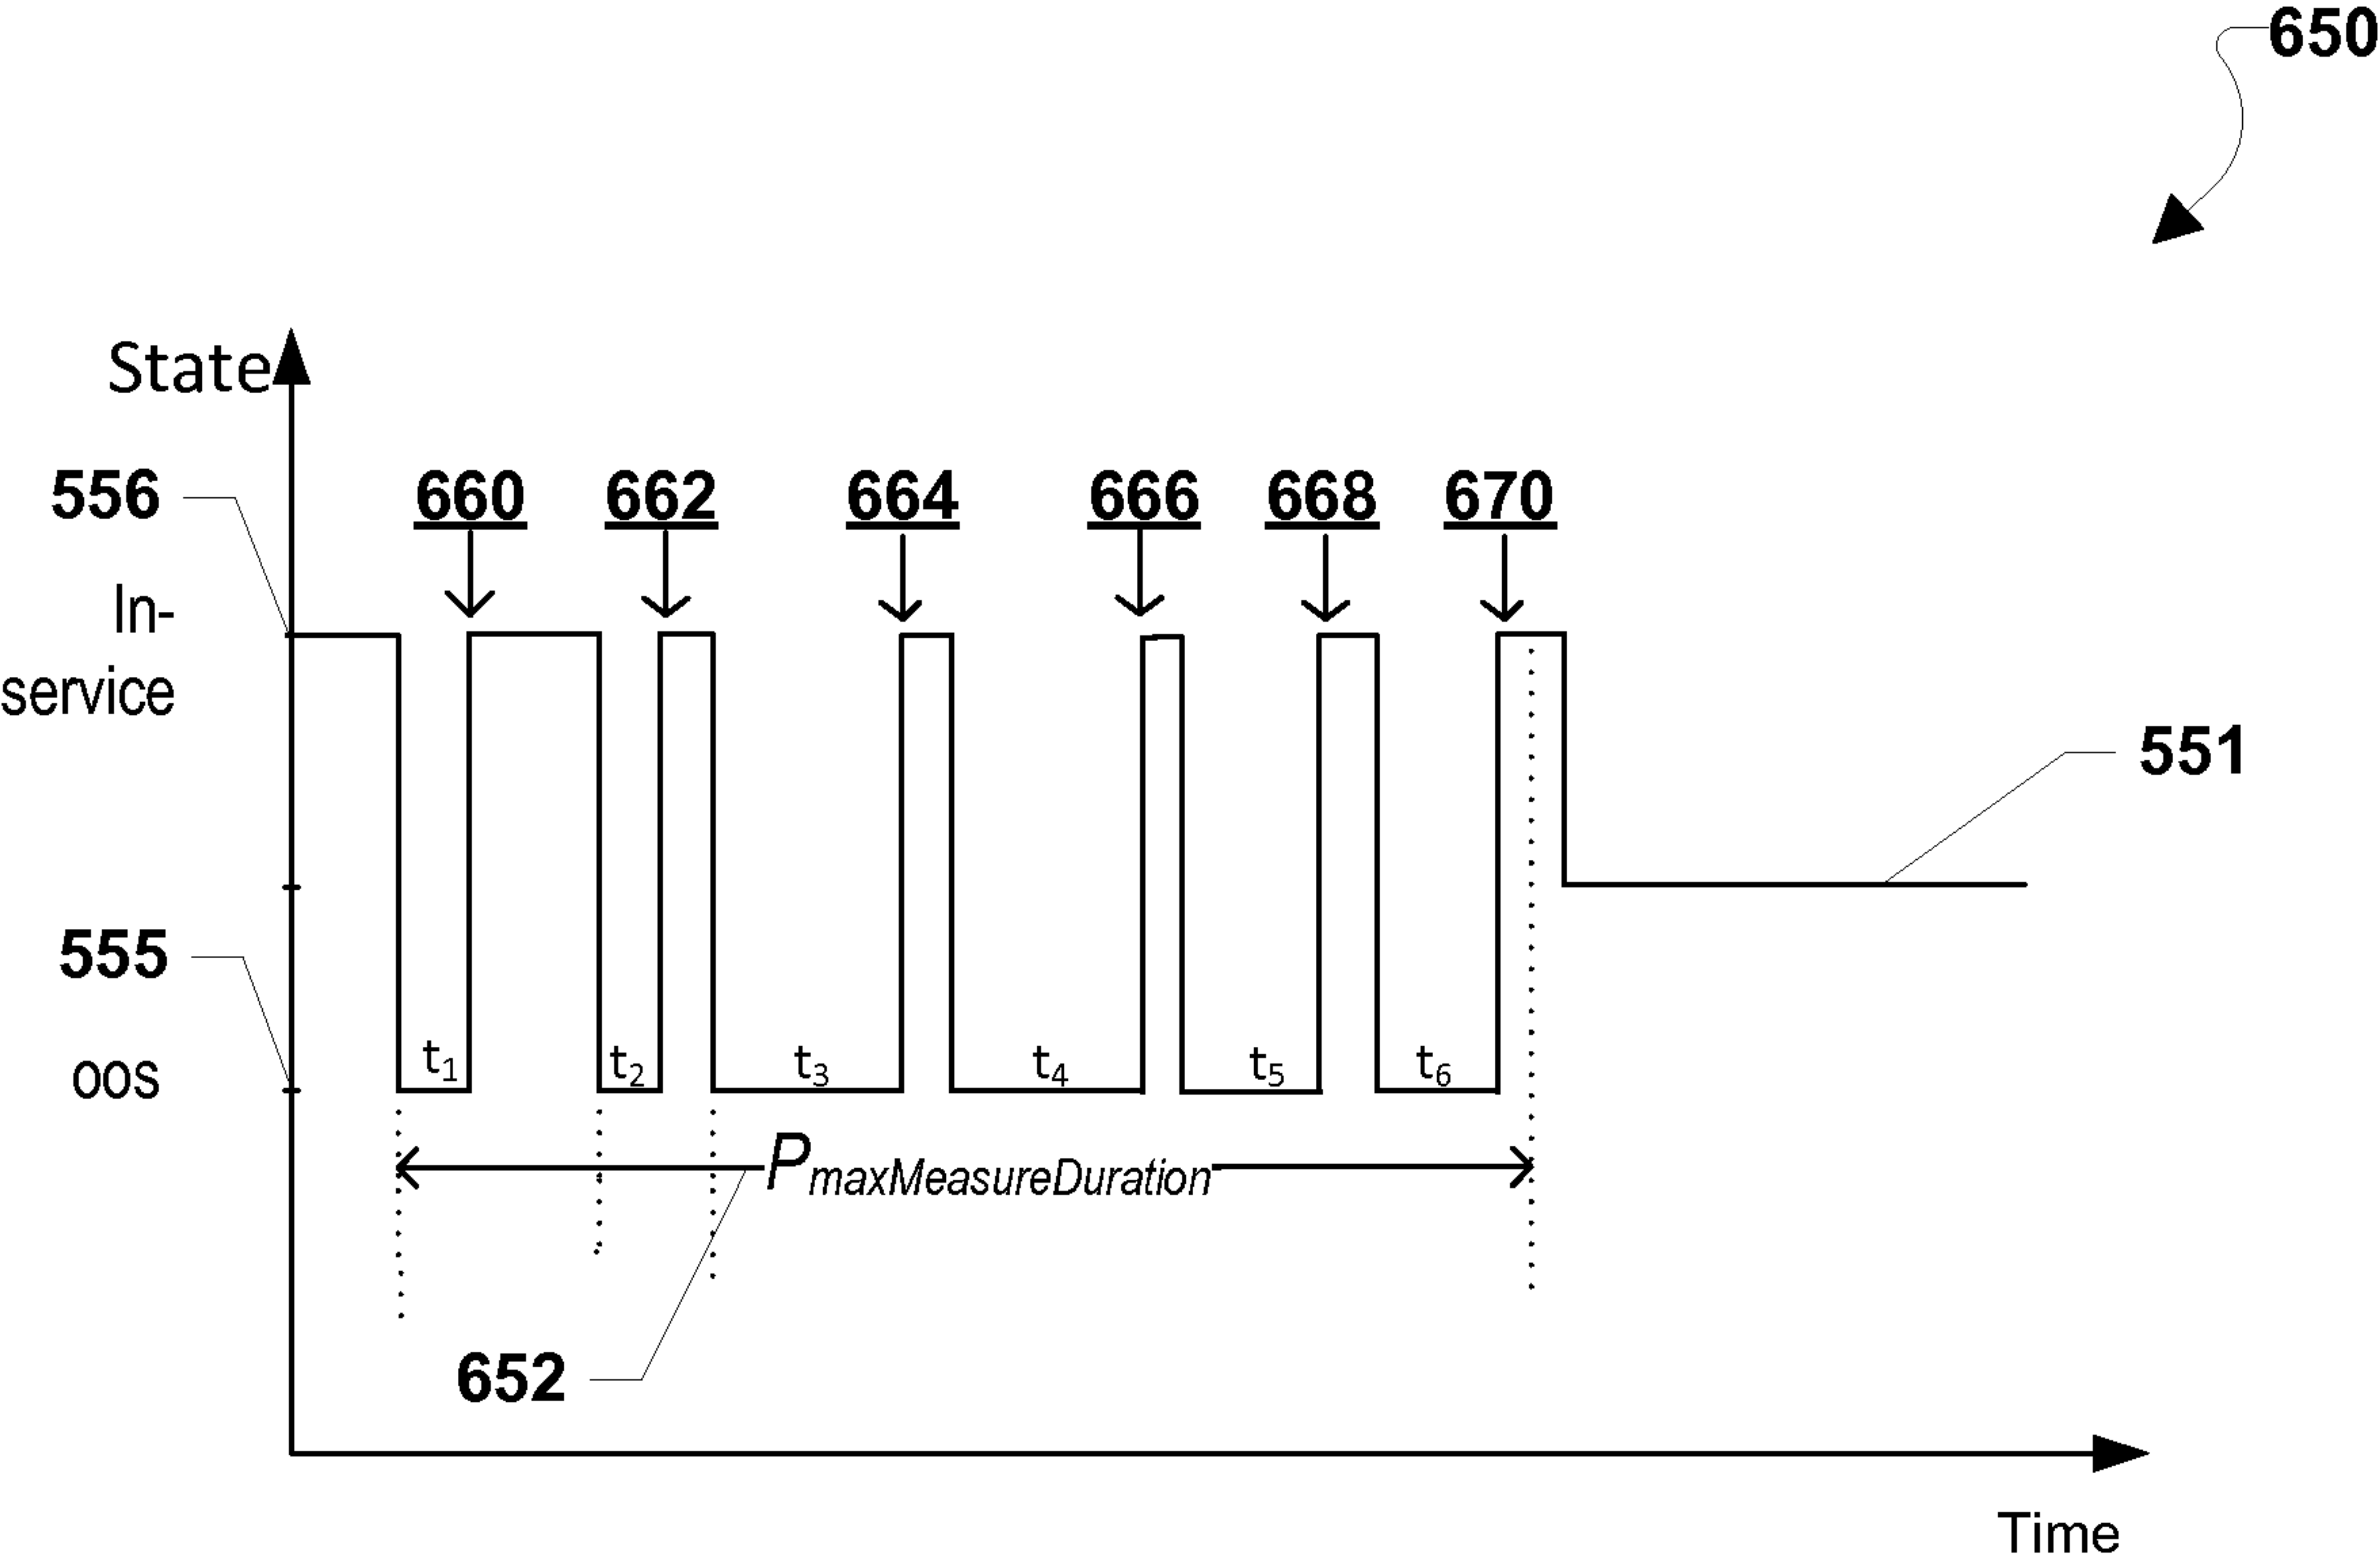 650
State
556
660 662 664 666 668 670
In-
service
551
555
oos
t1 t2 t3 t4 t5 t6
PmaxMeasureDuration
652
Time